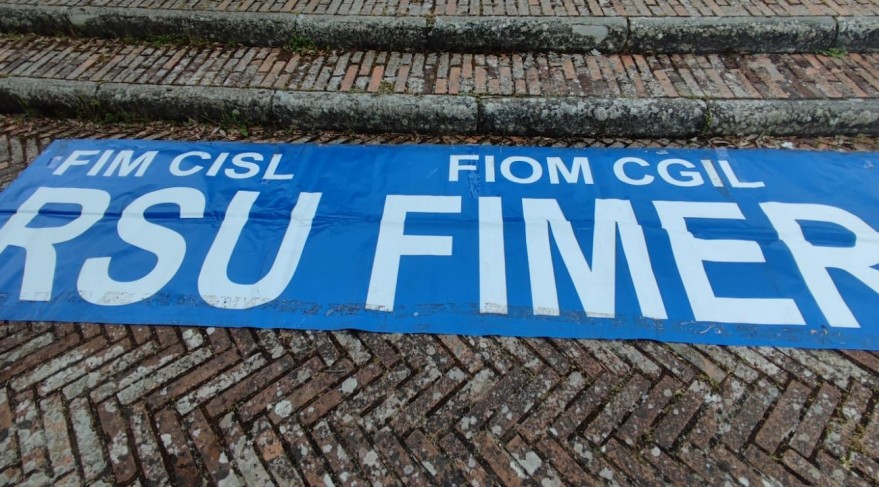 FIM CISL FIOM CGIL
RSU FIMER